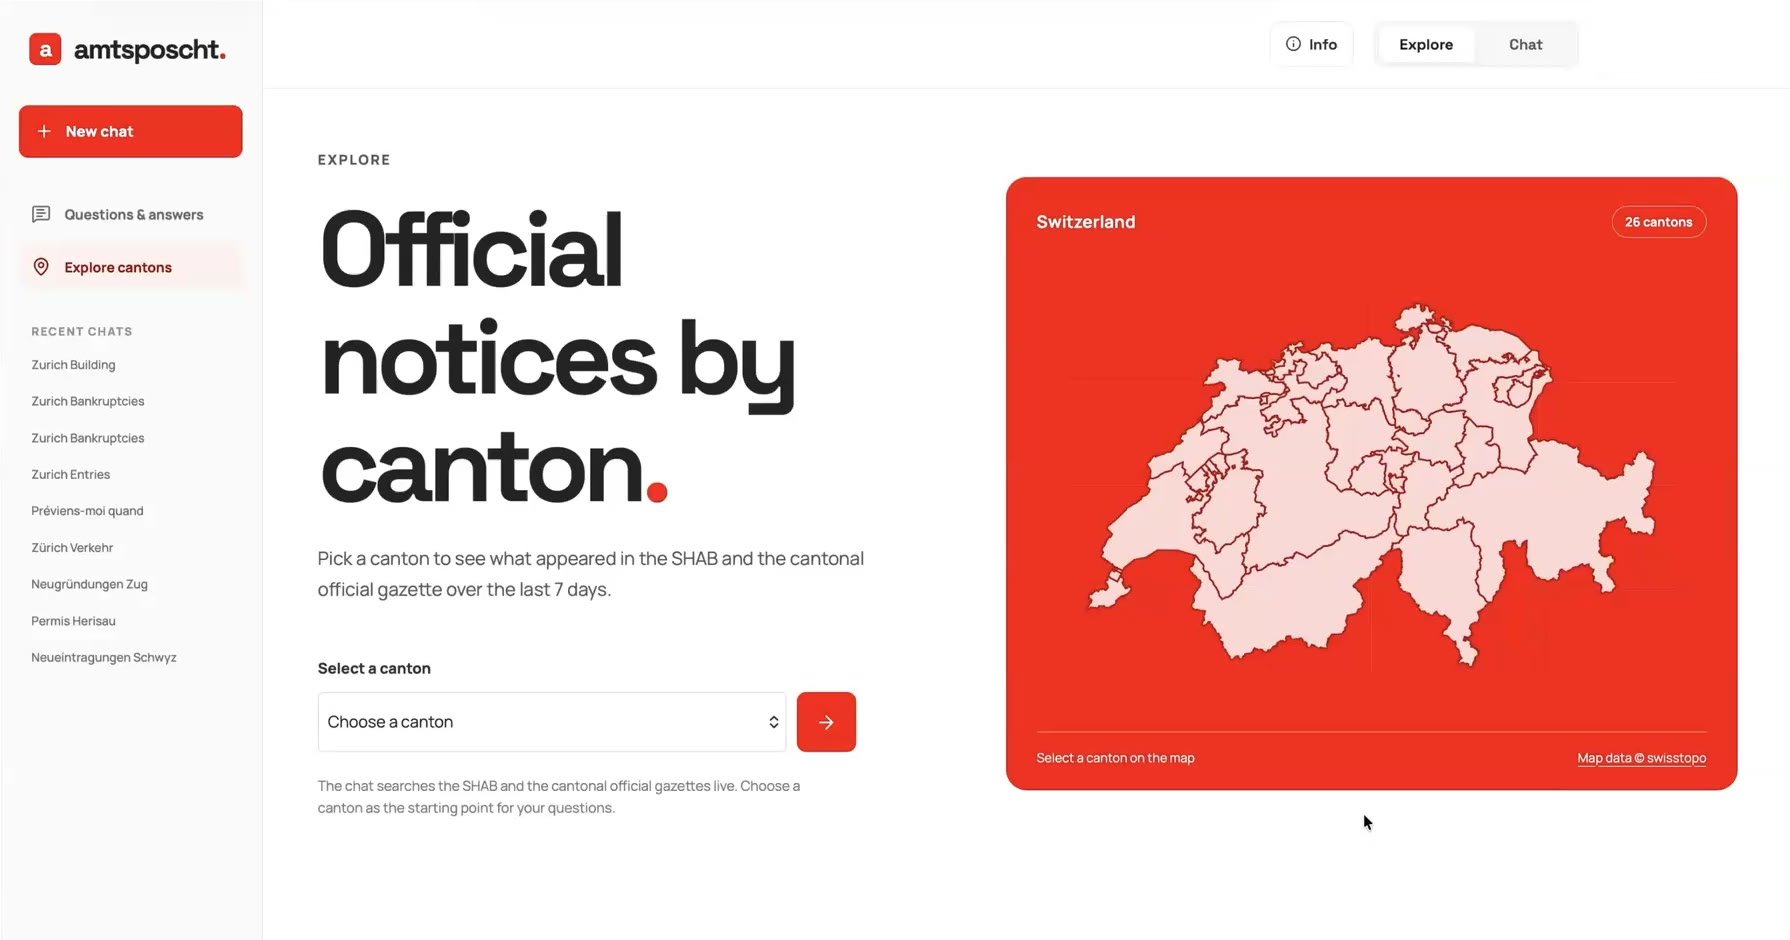 a amtsposcht.
Info
Explore
Chat
New chat
Questions & answers
Explore cantons
RECENT CHATS
Zurich Building
Zurich Bankruptcies
Zurich Bankruptcies
Zurich Entries
Préviens-moi quand
Zürich Verkehr
Neugründungen Zug
Permis Herisau
Neueintragungen Schwyz
EXPLORE
Official
notices by
canton.
Pick a canton to see what appeared in the SHAB and the cantonal
official gazette over the last 7 days.
Select a canton
Choose a canton
The chat searches the SHAB and the cantonal official gazettes live. Choose a
canton as the starting point for your questions.
Switzerland
26 cantons
Select a canton on the map
Map data © swisstopo